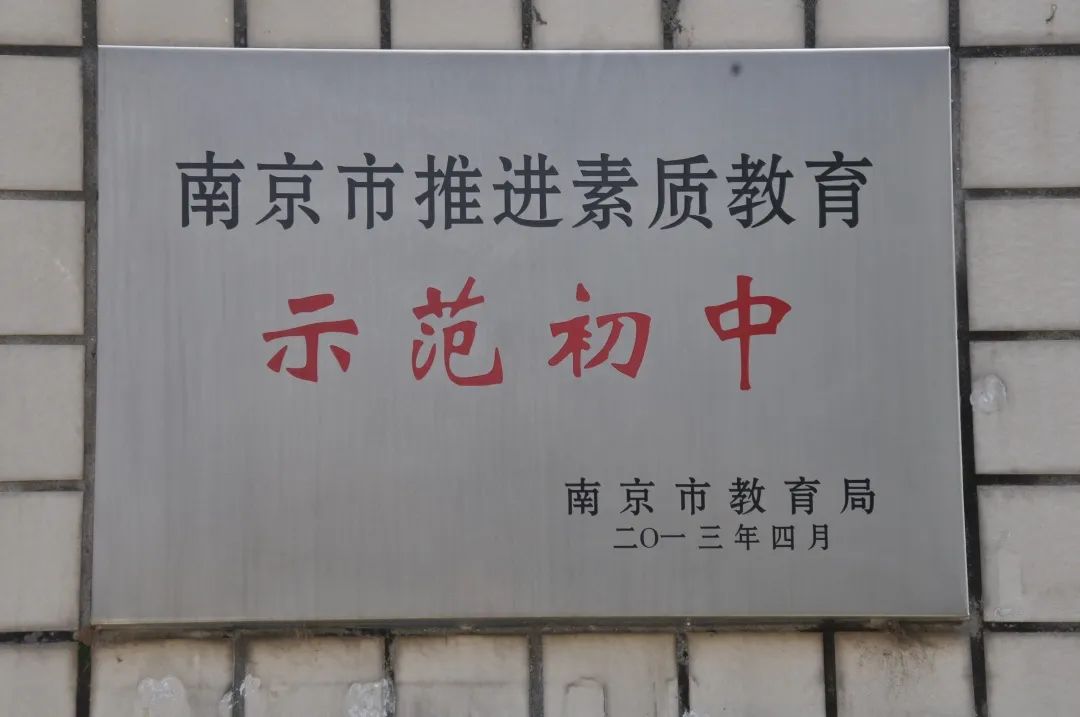 南京市推进素质教育
示范初中
南京市教育局
二〇一三年四月